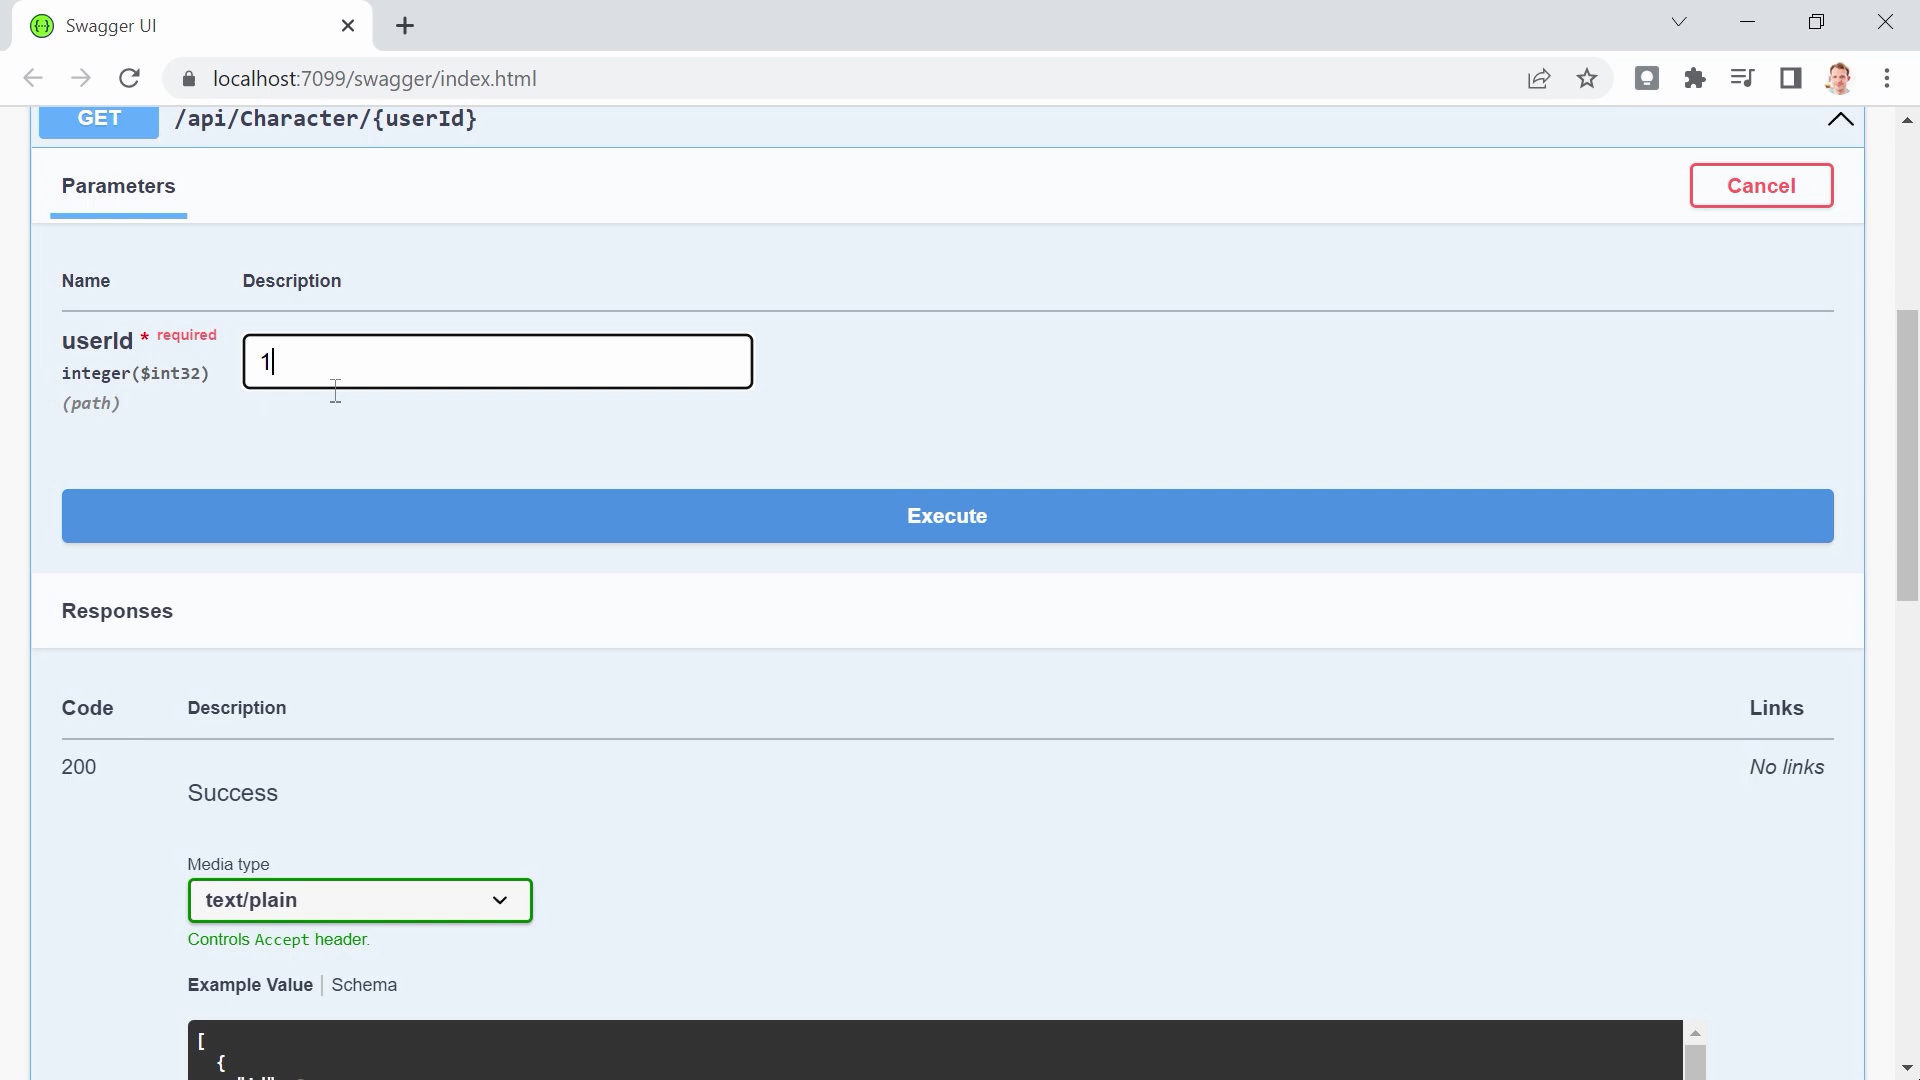 Swagger UI
localhost:7099/swagger/index.html
GET /api/Character/{userId}
Parameters
Cancel
Name Description
userId * required
integer($int32)
(path)
1
Execute
Responses
Code Description Links
200 No links
Success
Media type
text/plain
Controls Accept header.
Example Value Schema
[
{